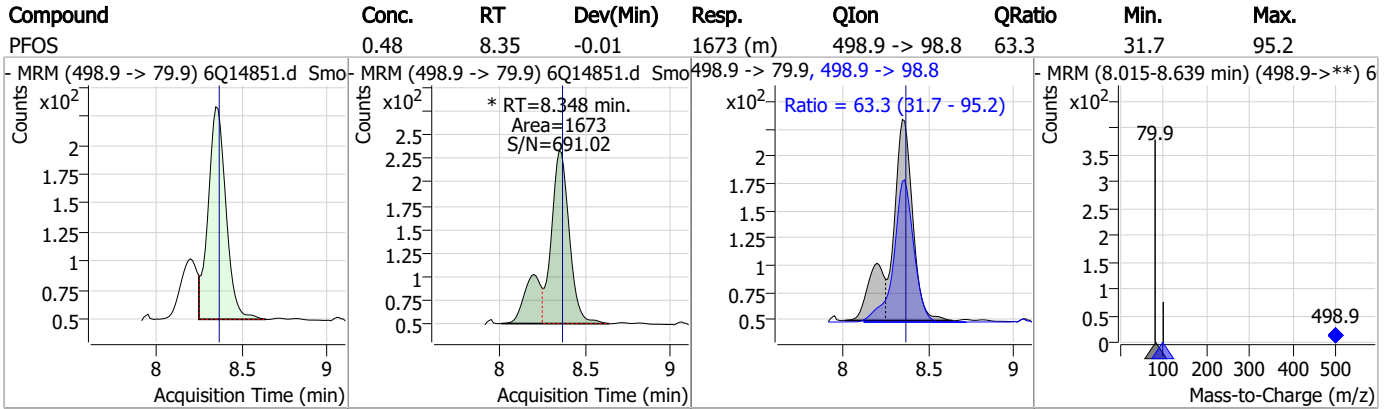 Compound Conc. RT Dev(Min) Resp. QIon QRatio Min. Max.
PFOS 0.48 8.35 -0.01 1673 (m) 498.9 -> 98.8 63.3 31.7 95.2
- MRM (498.9 -> 79.9) 6Q14851.d Smo
Counts
x10²
2
1.75
1.5
1.25
1
0.75
0.5
8 8.5 9
Acquisition Time (min)
- MRM (498.9 -> 79.9) 6Q14851.d Smo
Counts
x10²
* RT=8.348 min.
Area=1673
S/N=691.02
2.5
2.25
2
1.75
1.5
1.25
1
0.75
0.5
8 8.5 9
Acquisition Time (min)
498.9 -> 79.9, 498.9 -> 98.8
Counts
x10²
Ratio = 63.3 (31.7 - 95.2)
2
1.75
1.5
1.25
1
0.75
0.5
8 8.5 9
Acquisition Time (min)
- MRM (8.015-8.639 min) (498.9->**) 6
Counts
x10²
79.9
3.5
3
2.5
2
1.5
1
0.5
0
498.9
100 200 300 400 500
Mass-to-Charge (m/z)